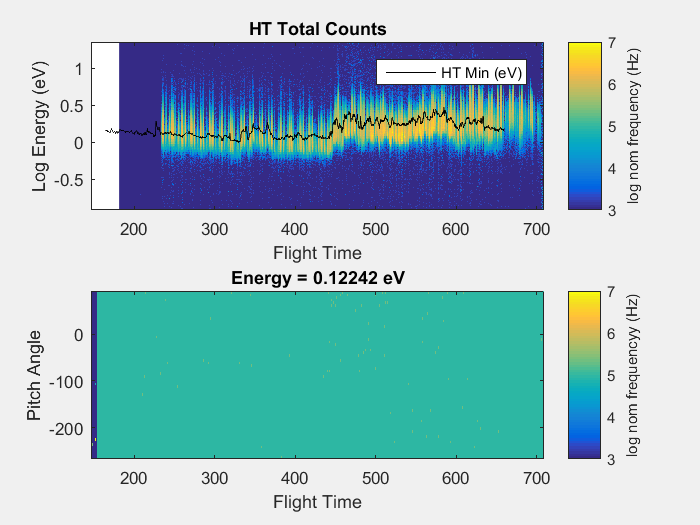 HT Total Counts
Log Energy (eV)
1
0.5
0
-0.5
HT Min (eV)
200 300 400 500 600 700
Flight Time
7
6
5
4
3
log nom frequency (Hz)
Energy = 0.12242 eV
Pitch Angle
0
-100
-200
200 300 400 500 600 700
Flight Time
7
6
5
4
3
log nom frequencyy (Hz)